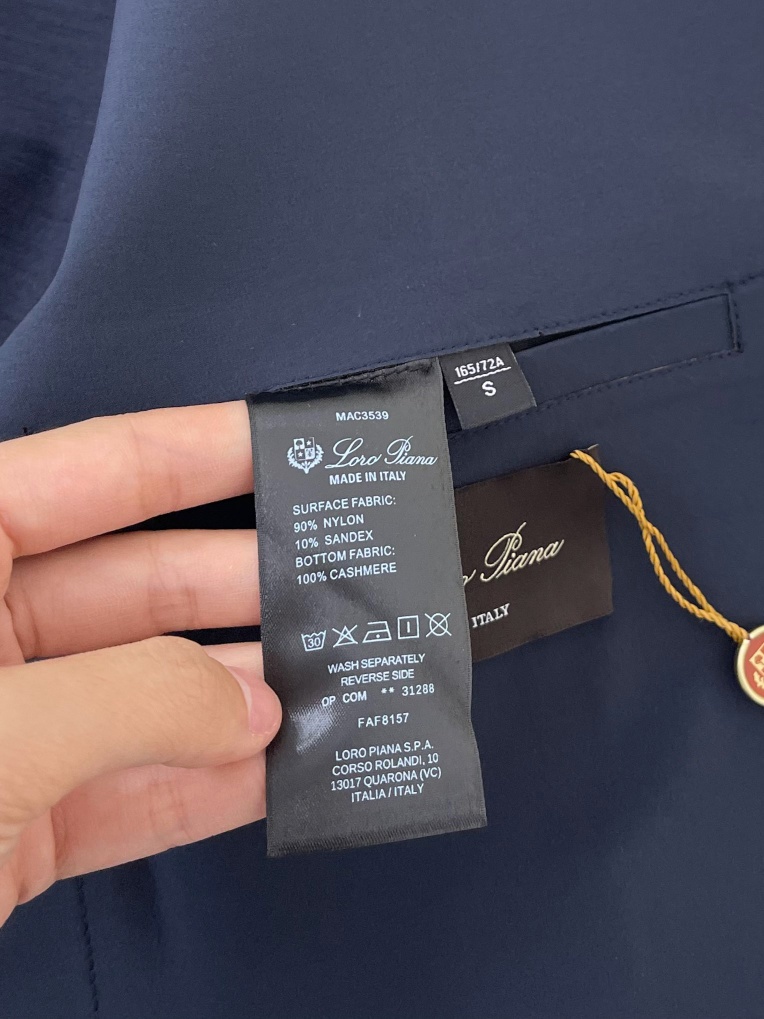 165/72A
S
MAC3539
Loro Piana
MADE IN ITALY
SURFACE FABRIC:
90% NYLON
10% SANDEX
BOTTOM FABRIC:
100% CASHMERE
30
WASH SEPARATELY
REVERSE SIDE
OP COM ** 31288
FAF8157
LORO PIANA S.P.A.
CORSO ROLANDI, 10
13017 QUARONA (VC)
ITALIA / ITALY
Piana
ITALY